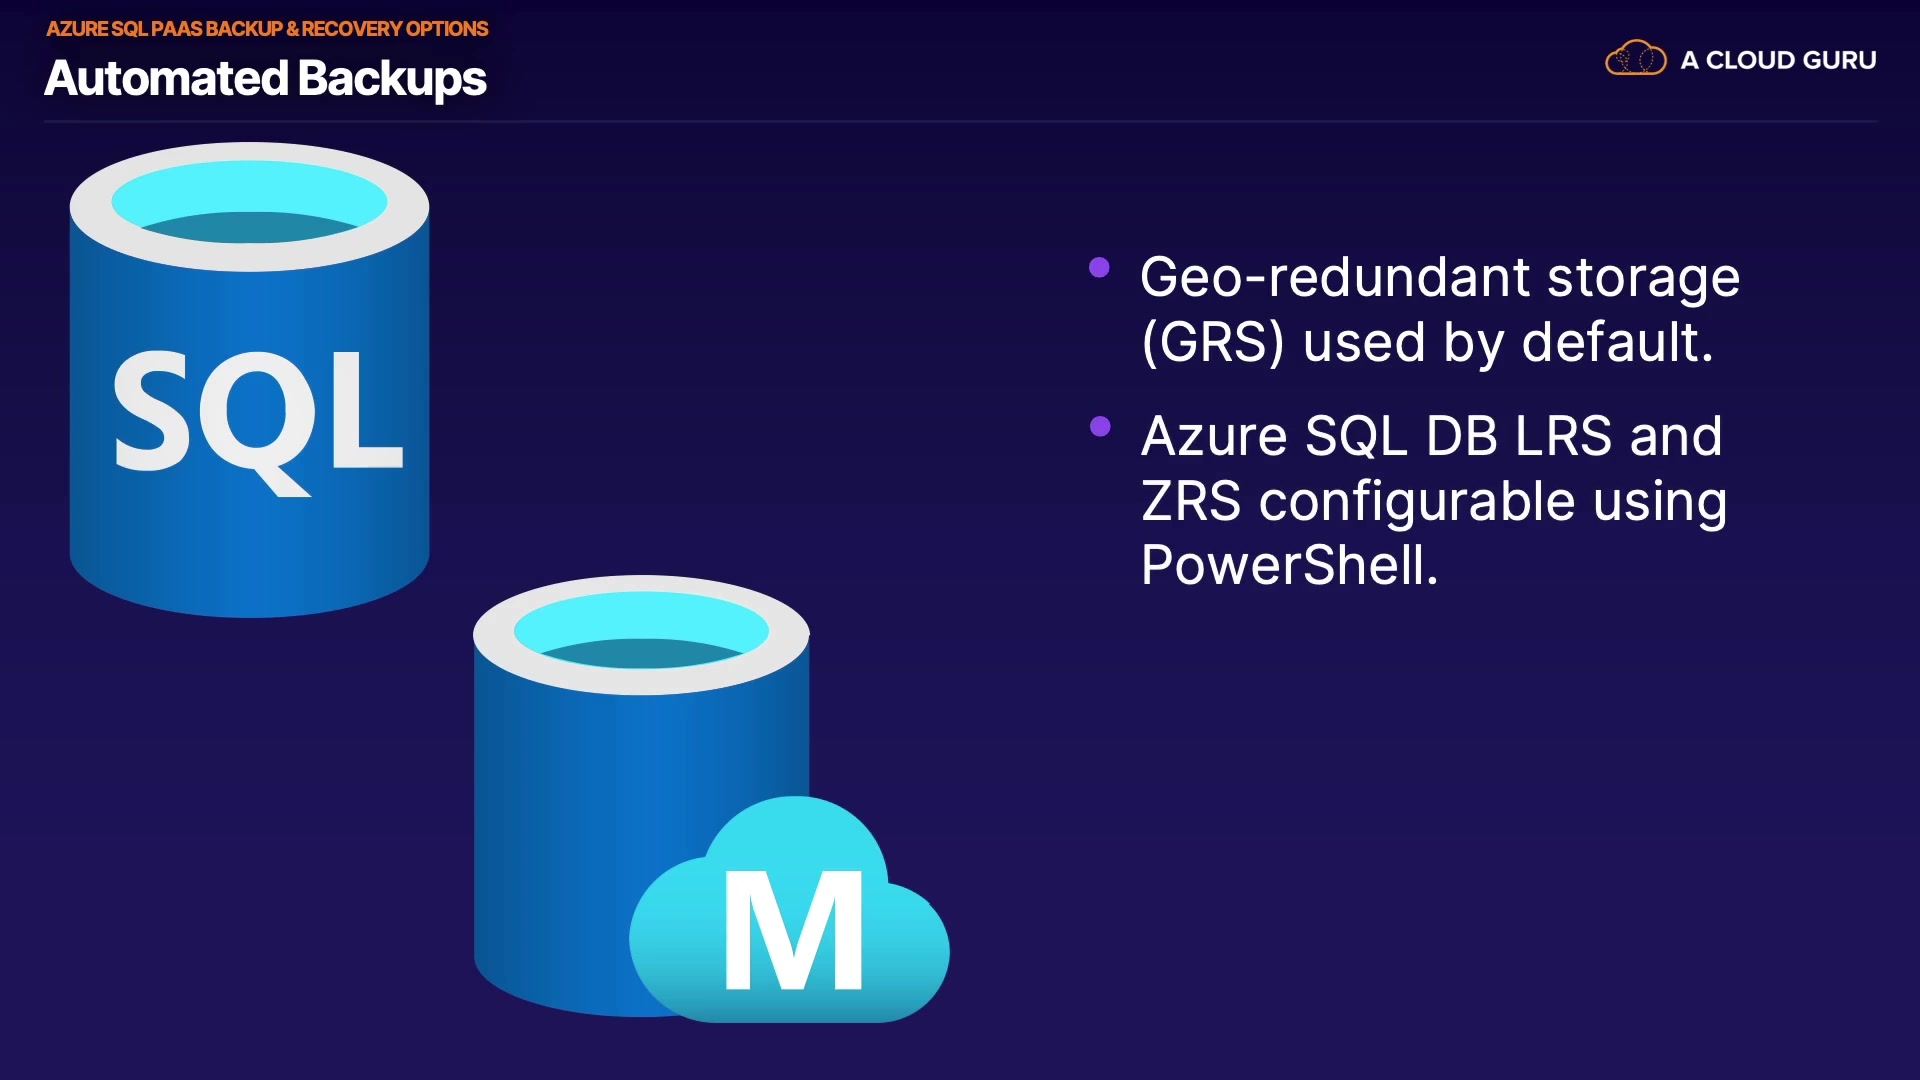 AZURE SQL PAAS BACKUP & RECOVERY OPTIONS
Automated Backups
A CLOUD GURU
SQL
Geo-redundant storage
(GRS) used by default.
Azure SQL DB LRS and
ZRS configurable using
PowerShell.
M